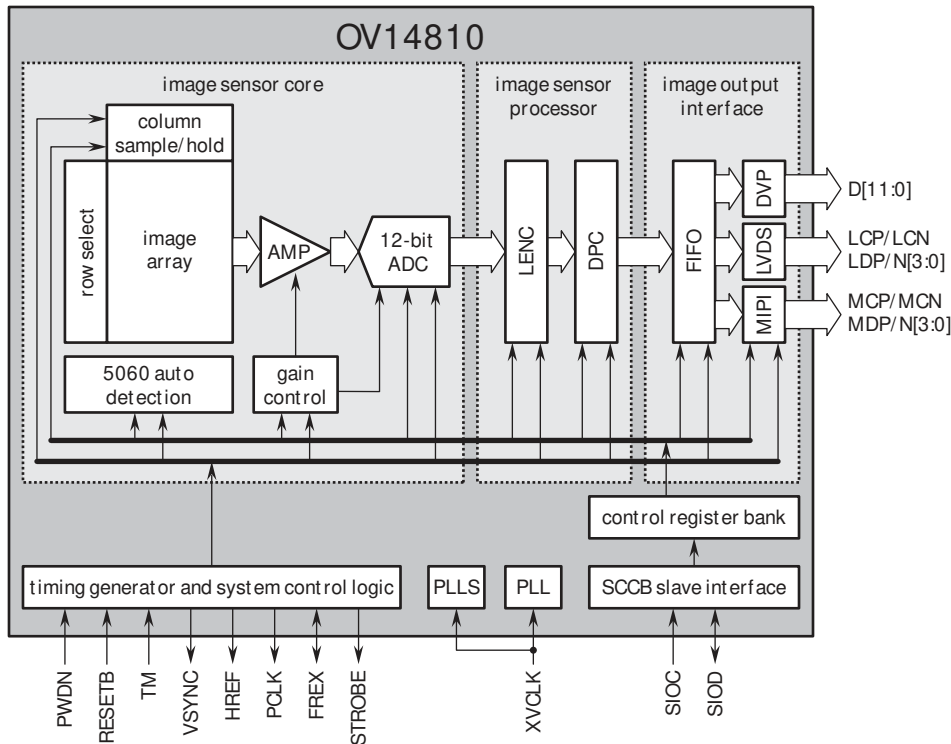 OV14810
image sensor core
image sensor
processor
image output
interface
column
sample/hold
row select
image
array
AMP
12-bit
ADC
LENC
DPC
FIFO
DVP
LVDS
MIPI
D[11:0]
LCP/LCN
LDP/N[3:0]
MCP/MCN
MDP/N[3:0]
5060 auto
detection
gain
control
control register bank
timing generator and system control logic
PLLS
PLL
SCCB slave interface
PWDN
RESETB
TM
VSYNC
HREF
PCLK
FREX
STROBE
XVCLK
SIOC
SIOD